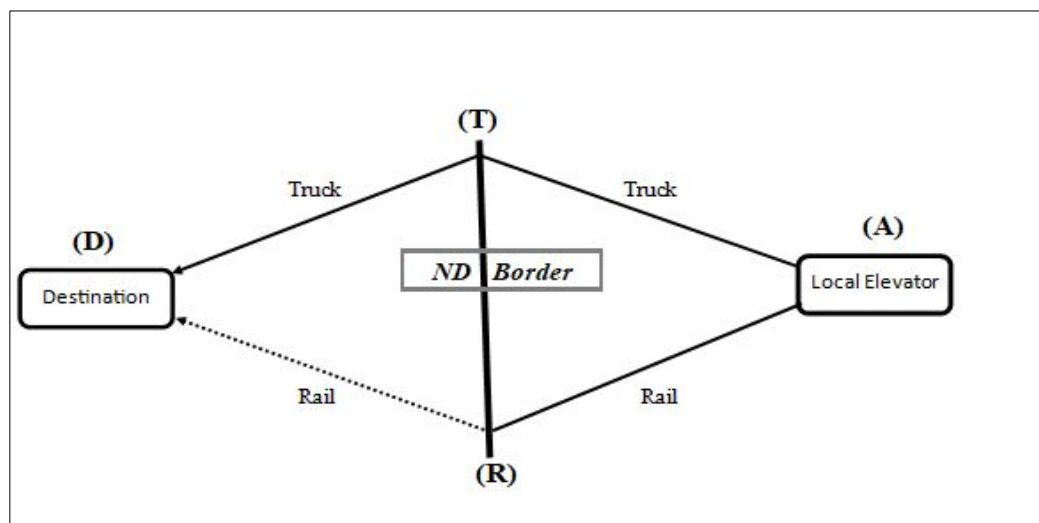 (T)
Truck
Truck
(D)
(A)
ND Border
Destination
Local Elevator
Rail
Rail
(R)